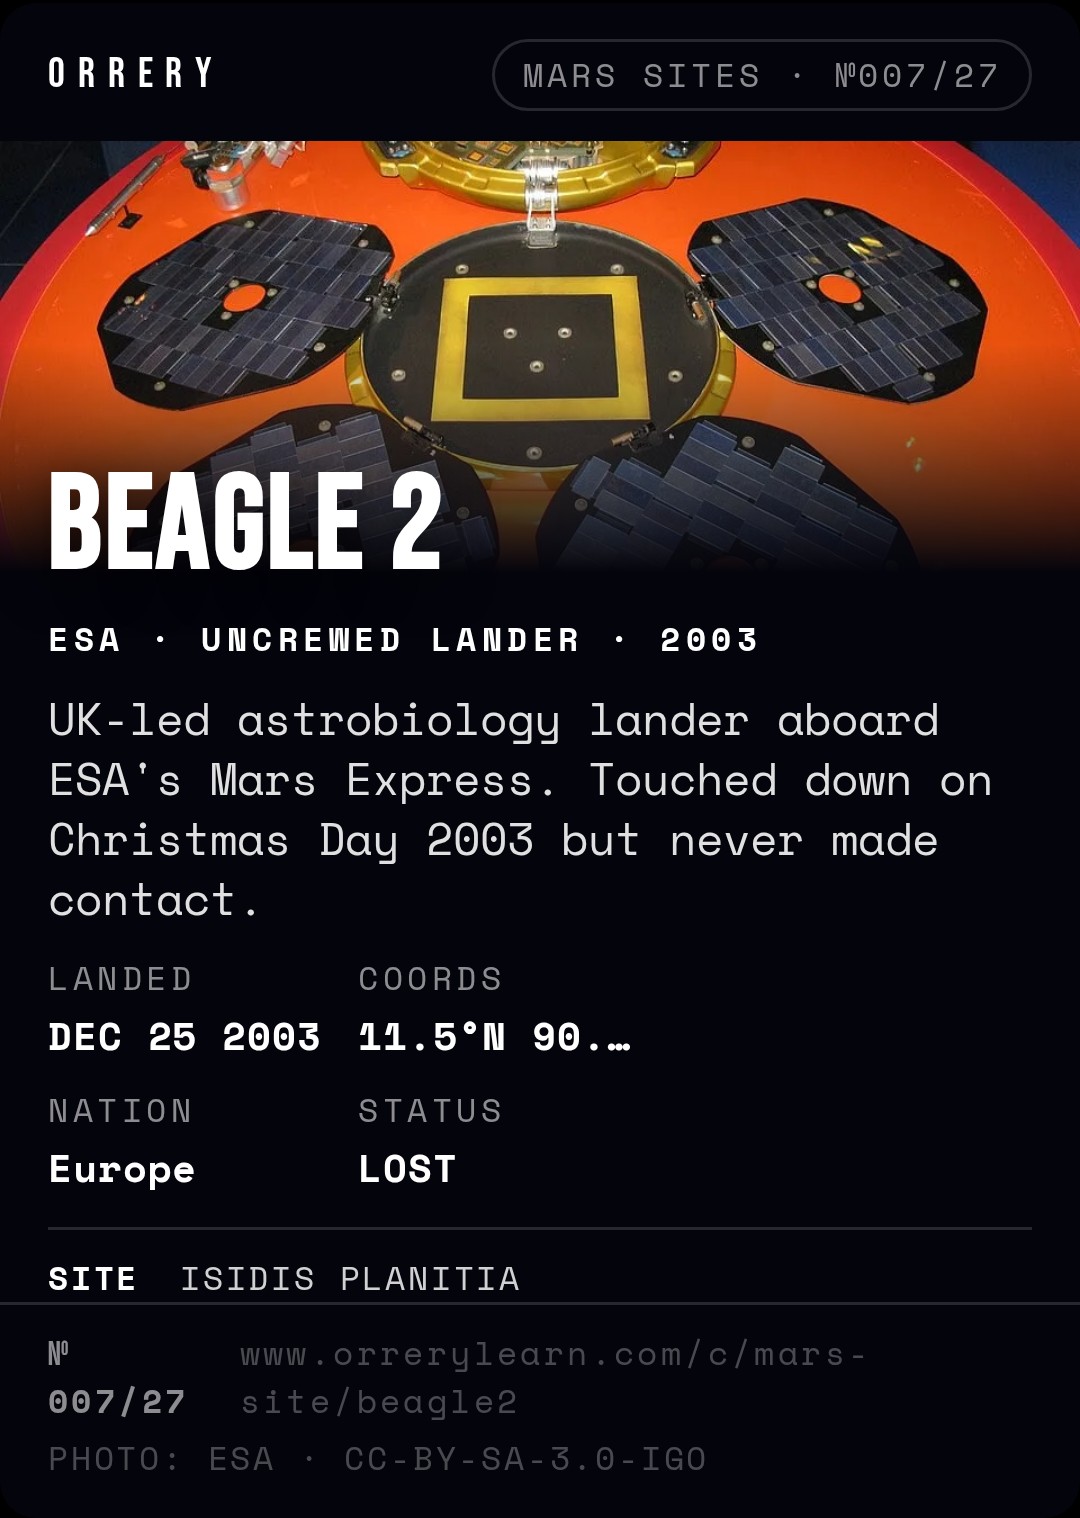 ORRERY
MARS SITES · №007/27
BEAGLE 2
ESA · UNCREWED LANDER · 2003
UK-led astrobiology lander aboard
ESA's Mars Express. Touched down on
Christmas Day 2003 but never made
contact.
LANDED COORDS
DEC 25 2003 11.5°N 90.…
NATION STATUS
Europe LOST
SITE ISIDIS PLANITIA
№ www.orrerylearn.com/c/mars-
007/27 site/beagle2
PHOTO: ESA · CC-BY-SA-3.0-IGO